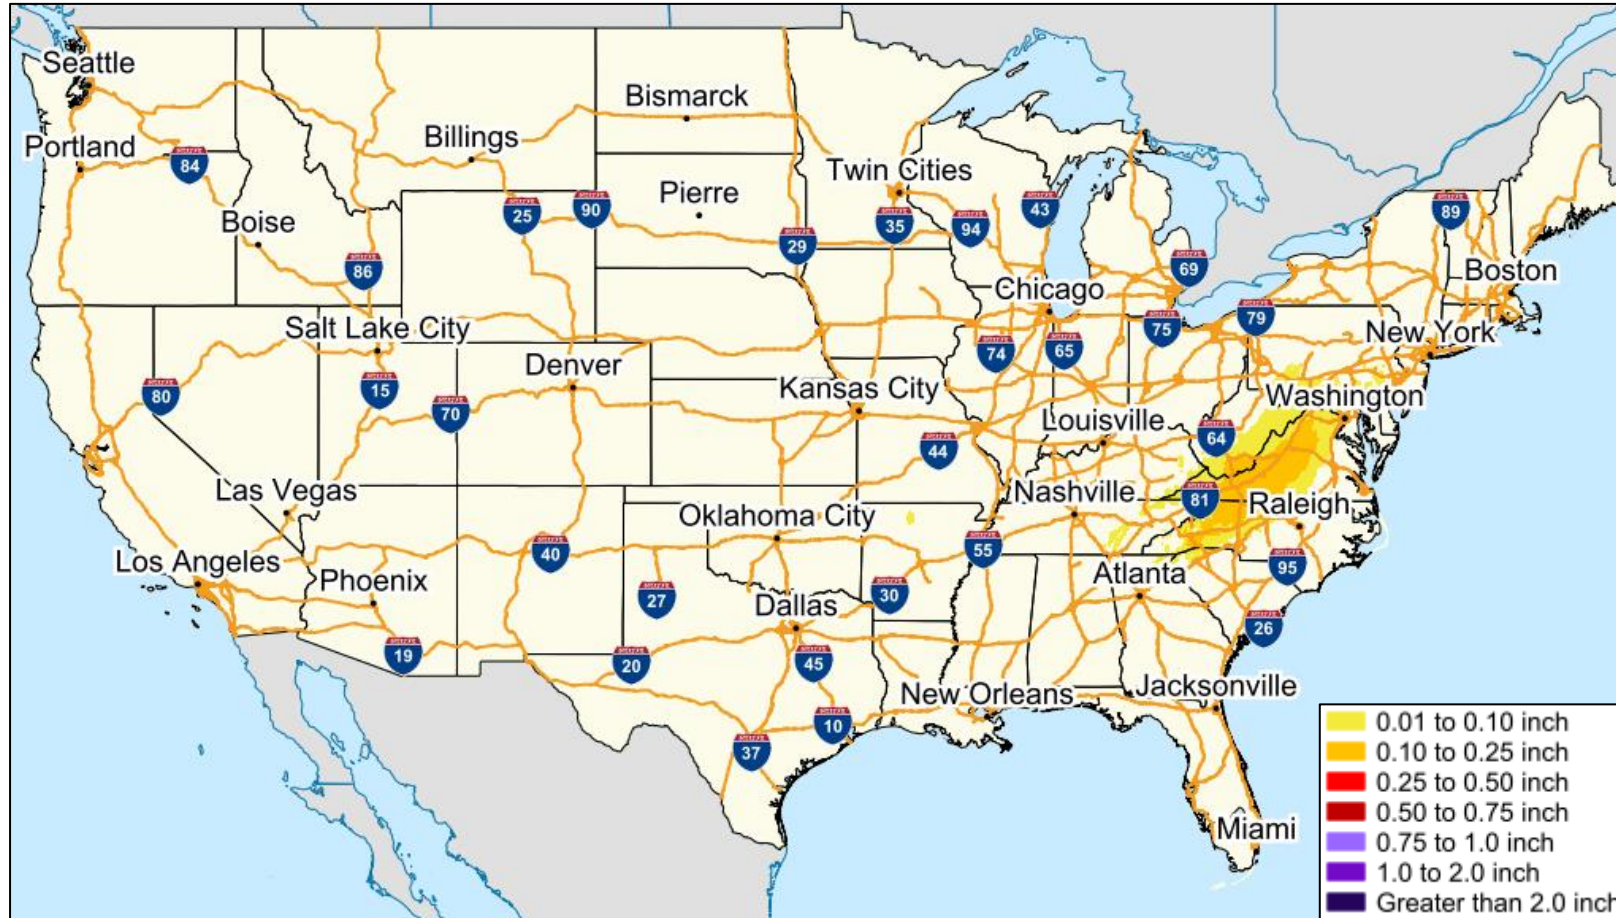 Seattle
Bismarck
Billings
Portland
84
Twin Cities
Pierre
25
90
43
89
Boise
35
94
29
86
69
Boston
Chicago
79
Salt Lake City
75
New York
74
65
Denver
15
Kansas City
80
70
Washington
Louisville
64
44
Las Vegas
Nashville
81
Raleigh
Oklahoma City
40
55
Los Angeles
Phoenix
Atlanta
95
27
30
Dallas
26
19
20
45
New Orleans
Jacksonville
10
37
Miami
0.01 to 0.10 inch
0.10 to 0.25 inch
0.25 to 0.50 inch
0.50 to 0.75 inch
0.75 to 1.0 inch
1.0 to 2.0 inch
Greater than 2.0 inch